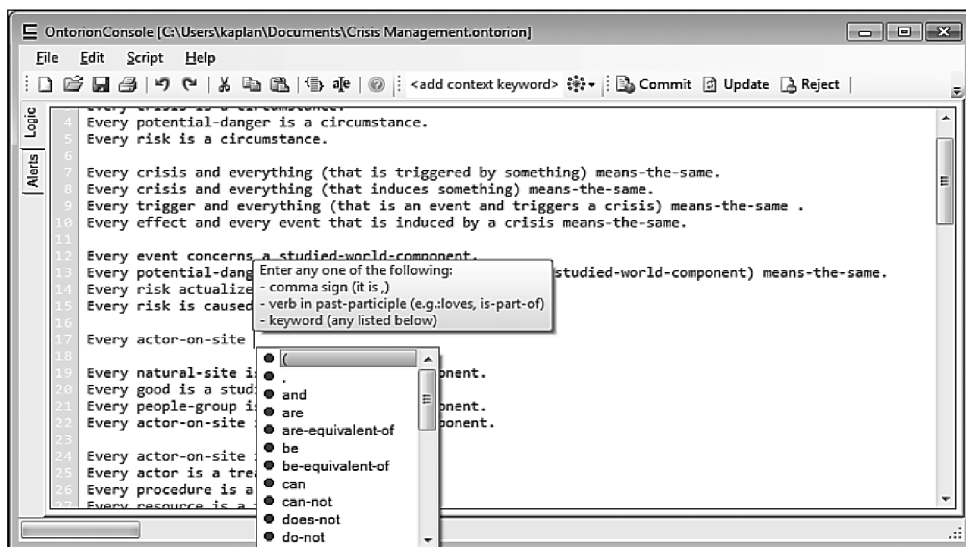 OntorionConsole [C:\Users\kaplan\Documents\Crisis Management.ontorion]
File Edit Script Help
<add context keyword> Commit Update Reject
Logic
Alerts
4 Every potential-danger is a circumstance.
5 Every risk is a circumstance.
6
7 Every crisis and everything (that is triggered by something) means-the-same.
8 Every crisis and everything (that induces something) means-the-same.
9 Every trigger and everything (that is an event and triggers a crisis) means-the-same .
10 Every effect and every event that is induced by a crisis means-the-same.
11
12 Every event concerns a studied-world-component.
13 Every potential-dang studied-world-component) means-the-same.
14 Every risk actualize
15 Every risk is caused
16
17 Every actor-on-site
18
19 Every natural-site i onent.
20 Every good is a stud
21 Every people-group i onent.
22 Every actor-on-site onent.
23
24 Every actor-on-site
25 Every actor is a tre
26 Every procedure is a
27 Every resource is a
Enter any one of the following:
- comma sign (it is ,)
- verb in past-participle (e.g.:loves, is-part-of)
- keyword (any listed below)
(
,
and
are
are-equivalent-of
be
be-equivalent-of
can
can-not
does-not
do-not